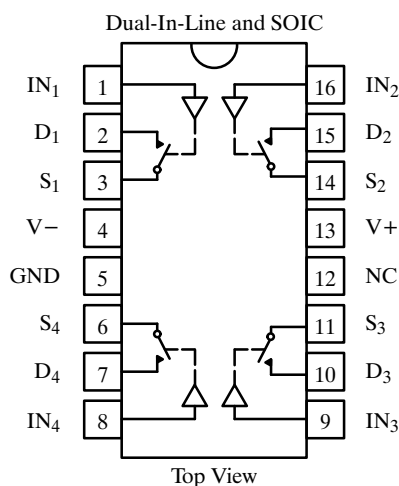 Dual-In-Line and SOIC
IN₁ 1 16 IN₂
D₁ 2 15 D₂
S₁ 3 14 S₂
V− 4 13 V+
GND 5 12 NC
S₄ 6 11 S₃
D₄ 7 10 D₃
IN₄ 8 9 IN₃
Top View